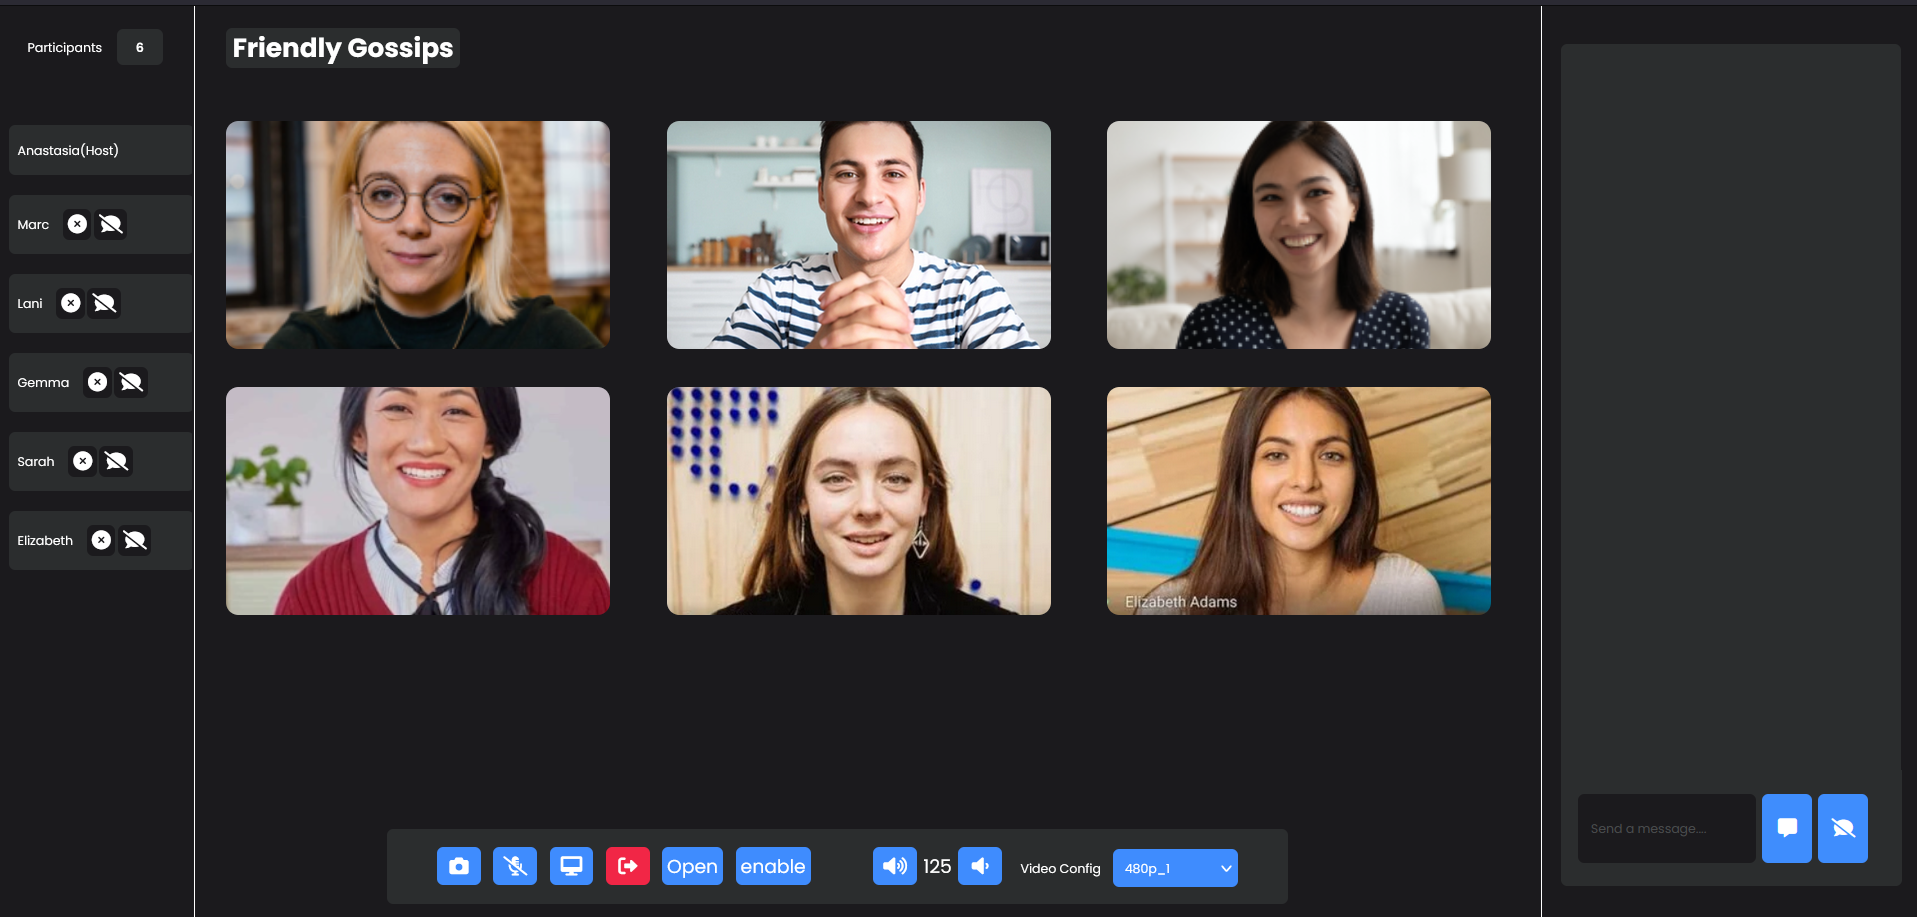 Participants 6
Friendly Gossips
Anastasia(Host)
Marc
Lani
Gemma
Sarah
Elizabeth
Elizabeth Adams
Send a message....
Open
enable
125
Video Config
480p_1